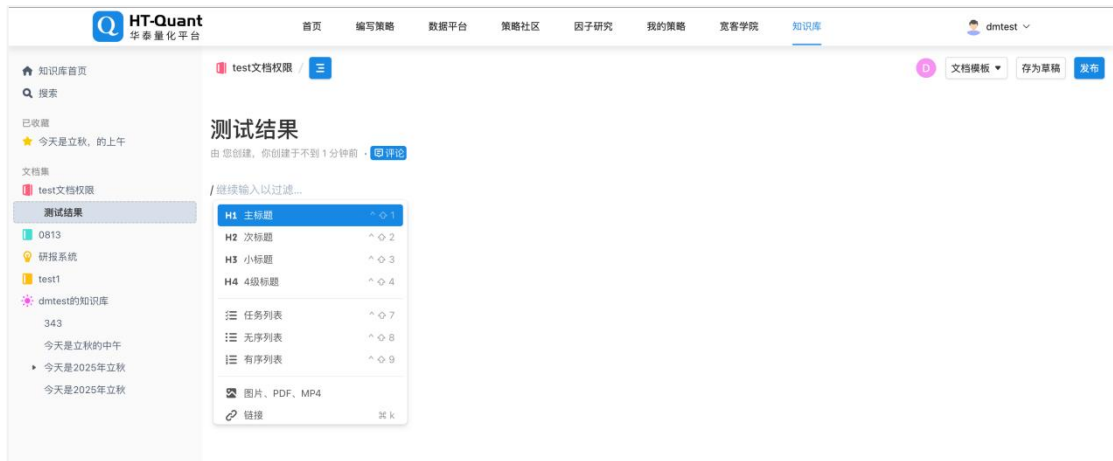 HT-Quant
华泰量化平台
首页 编写策略 数据平台 策略社区 因子研究 我的策略 宽客学院 知识库 dmtest
知识库首页
搜索
已收藏
今天是立秋，的上午
文档集
test文档权限
测试结果
0813
研报系统
test1
dmtest的知识库
343
今天是立秋的中午
今天是2025年立秋
今天是2025年立秋
test文档权限 /
D 文档模板 存为草稿 发布
测试结果
由 您创建，你创建于不到 1 分钟前 · 评论
/继续输入以过滤...
H1 主标题 ^⇧1
H2 次标题 ^⇧2
H3 小标题 ^⇧3
H4 4级标题 ^⇧4
任务列表 ^⇧7
无序列表 ^⇧8
有序列表 ^⇧9
图片、PDF、MP4
链接 ⌘ k